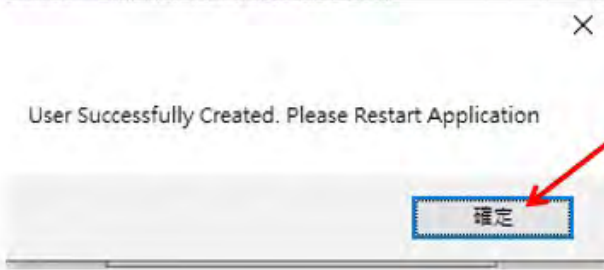 User Successfully Created. Please Restart Application
確定